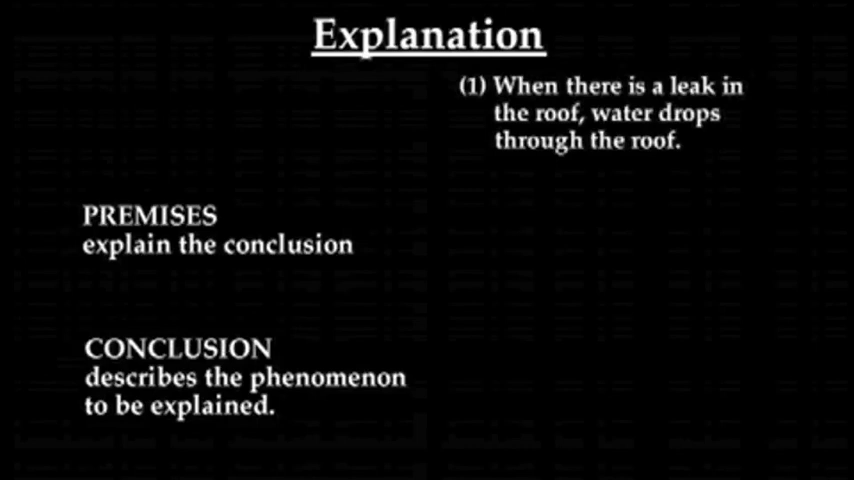 Explanation
(1) When there is a leak in
the roof, water drops
through the roof.
PREMISES
explain the conclusion
CONCLUSION
describes the phenomenon
to be explained.